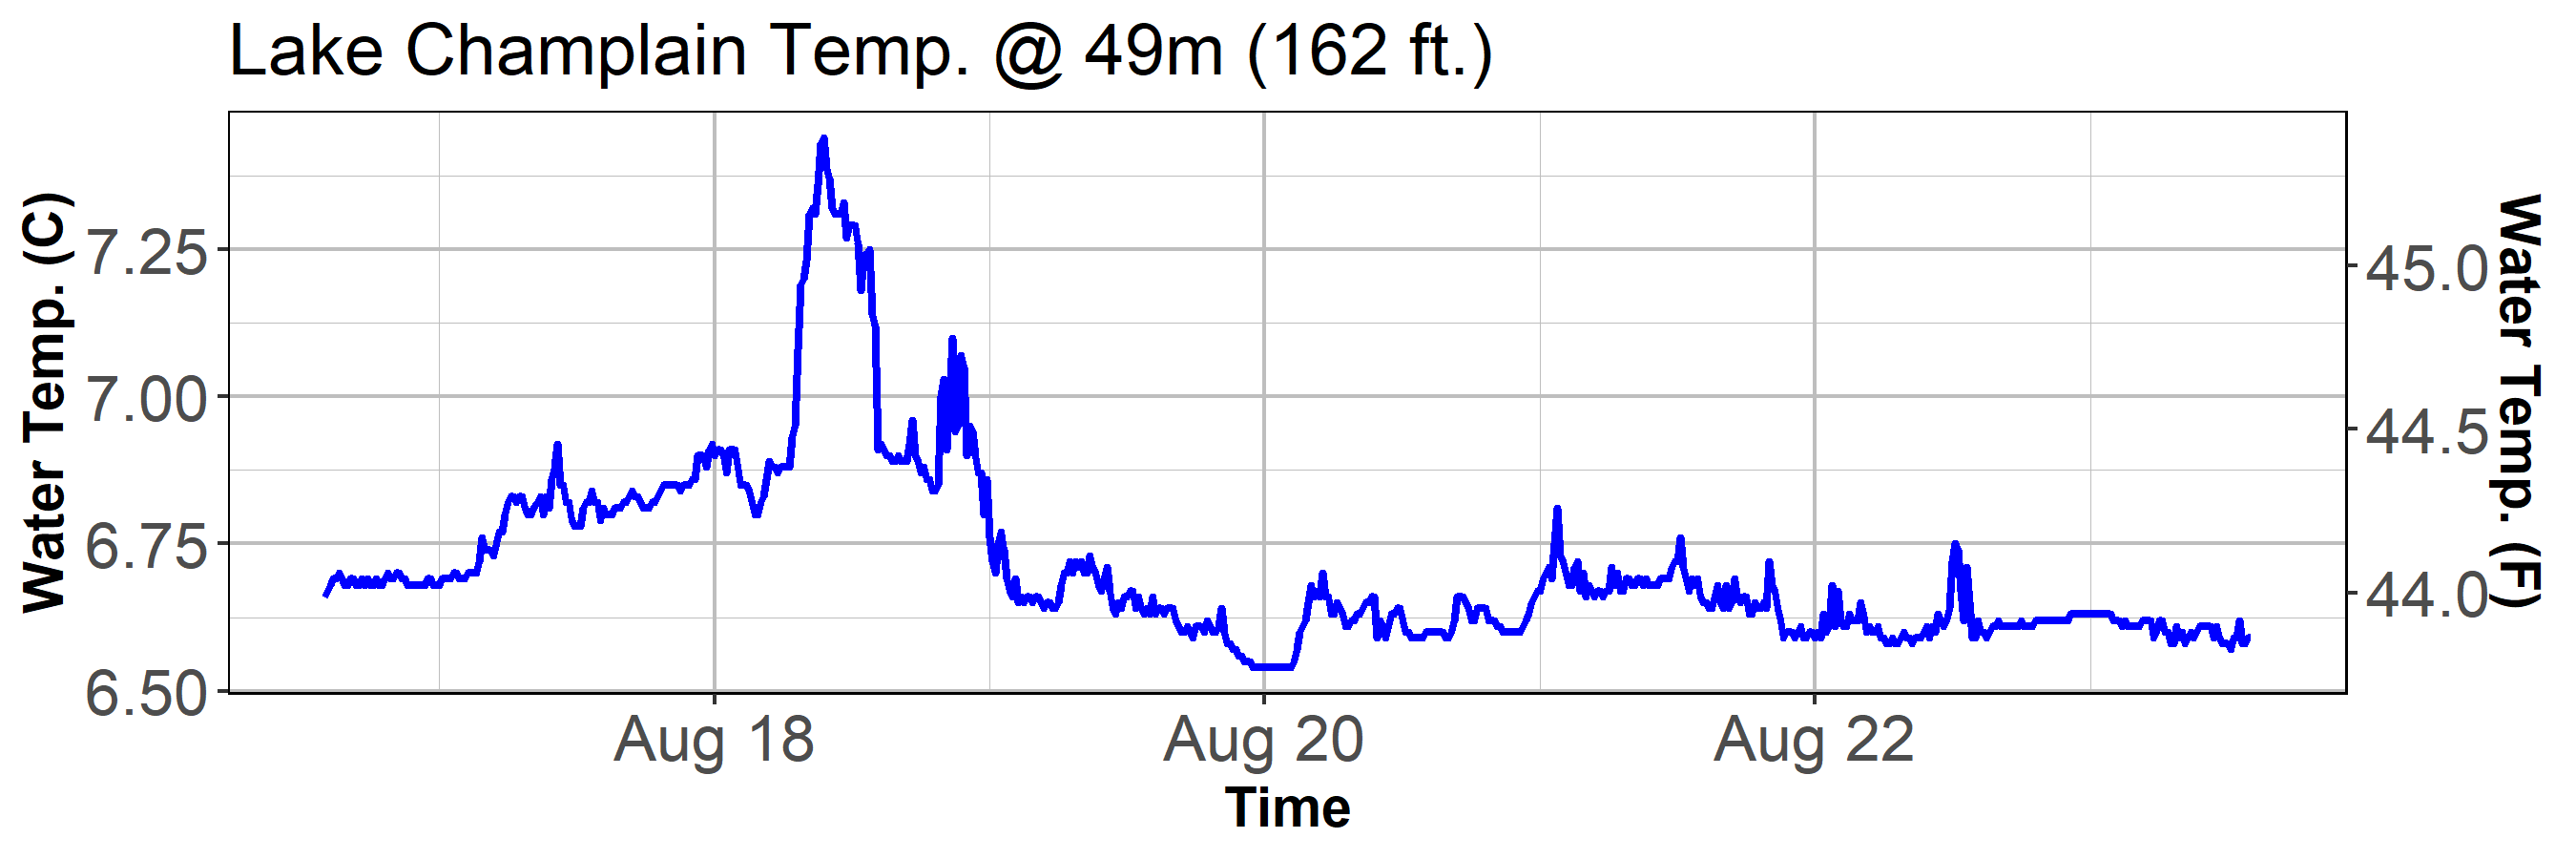 Lake Champlain Temp. @ 49m (162 ft.)
Water Temp. (C)
7.25
7.00
6.75
6.50
45.0
44.5
44.0
Water Temp. (F)
Aug 18
Aug 20
Aug 22
Time